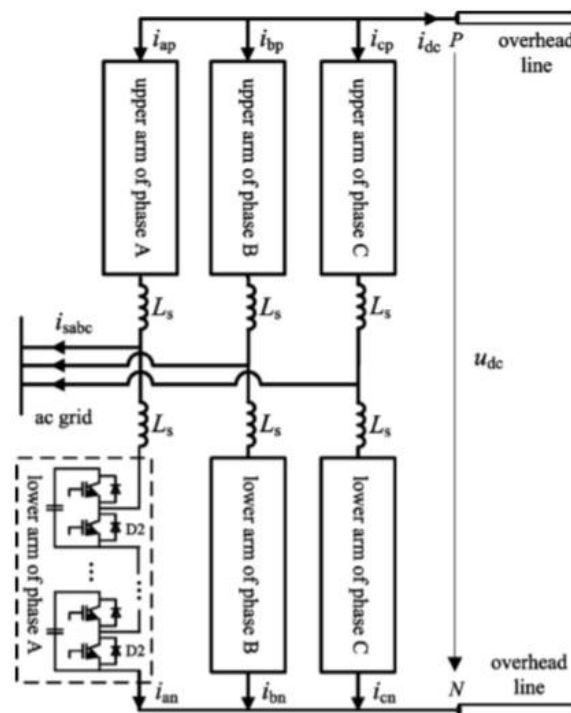 i_ap i_bp i_cp i_dc P overhead line
upper arm of phase A
upper arm of phase B
upper arm of phase C
L_s L_s L_s
i_sabc
u_dc
ac grid
L_s L_s L_s
lower arm of phase A
D2
...
...
D2
lower arm of phase B
lower arm of phase C
overhead line
i_an i_bn i_cn N